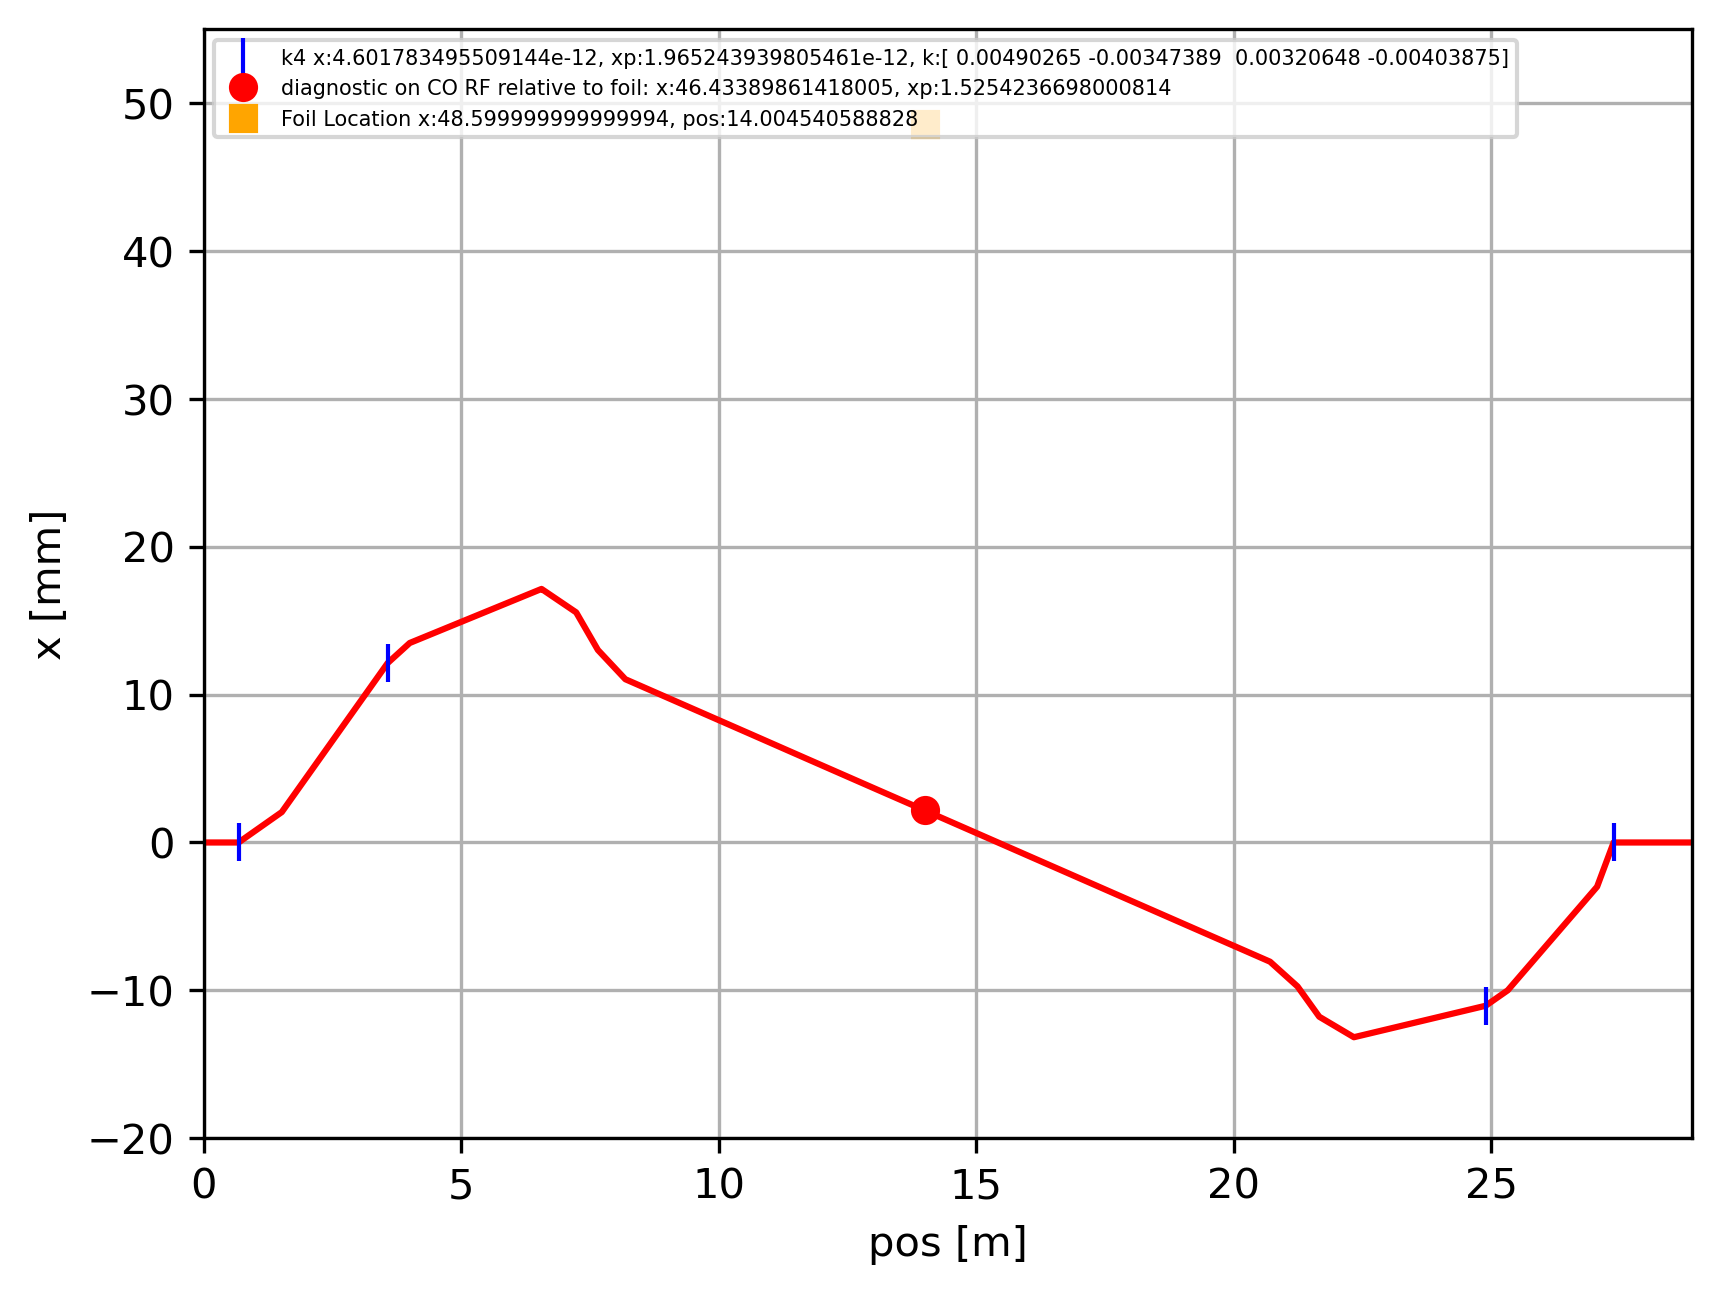 k4 x:4.601783495509144e-12, xp:1.965243939805461e-12, k:[ 0.00490265 -0.00347389  0.00320648 -0.00403875]
diagnostic on CO RF relative to foil: x:46.43389861418005, xp:1.5254236698000814
Foil Location x:48.599999999999994, pos:14.004540588828
50
40
30
20
10
0
−10
−20
x [mm]
0 5 10 15 20 25
pos [m]